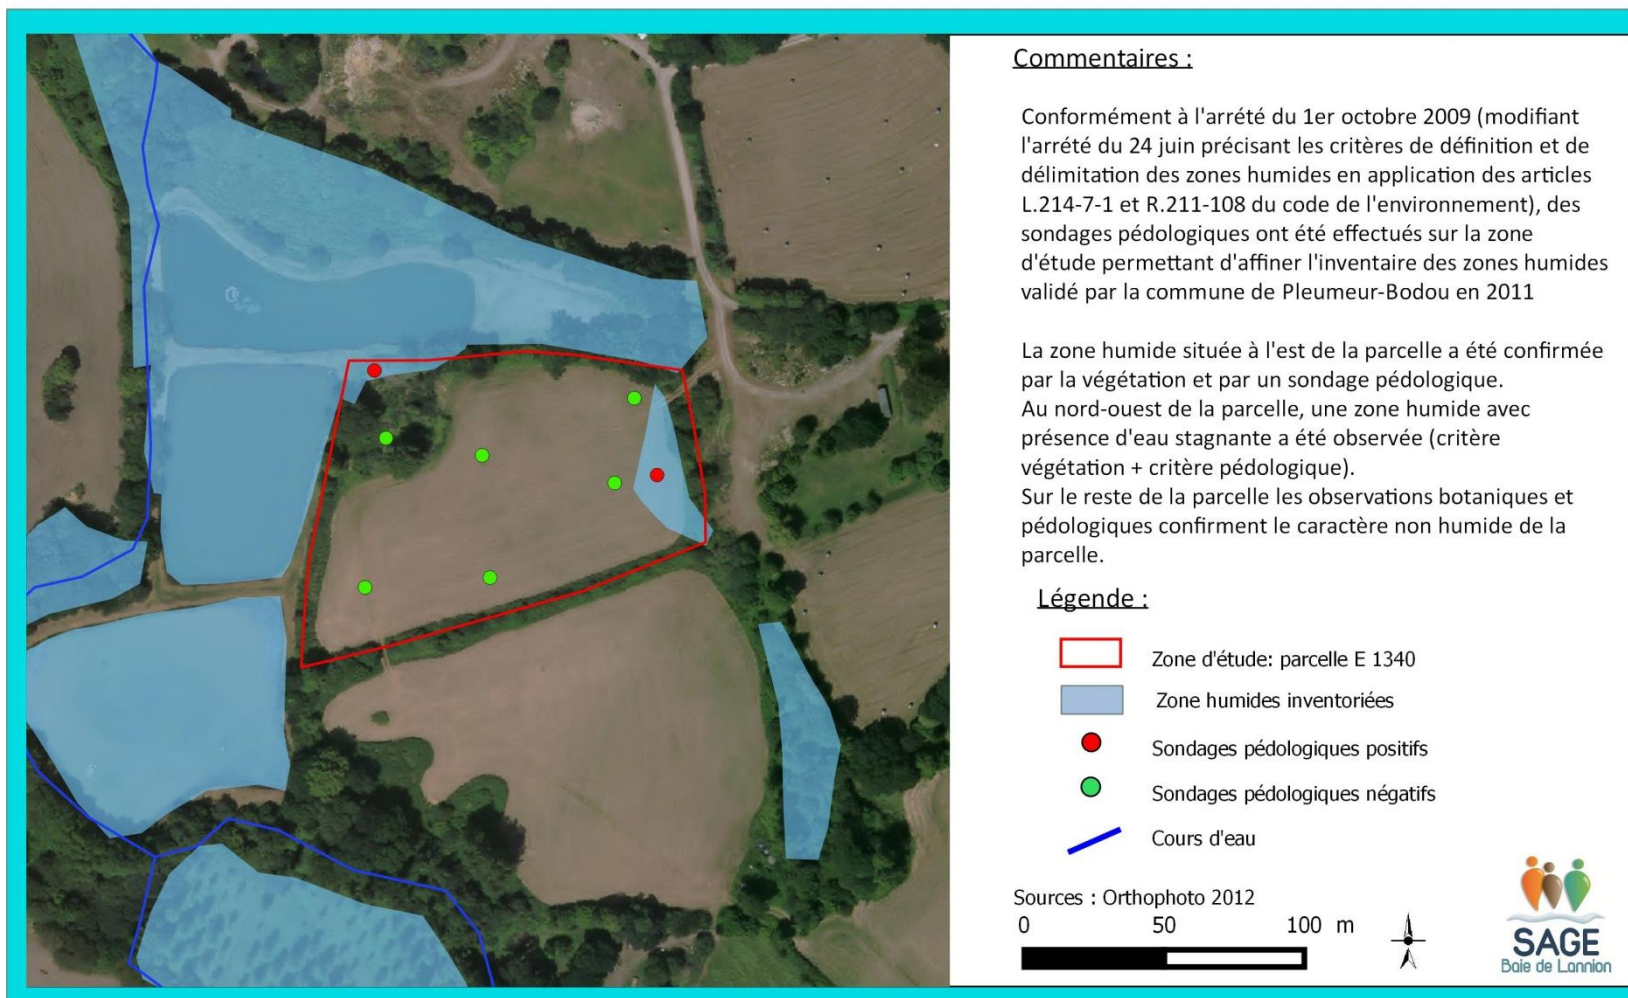 Commentaires :
Conformément à l'arrété du 1er octobre 2009 (modifiant
l'arrété du 24 juin précisant les critères de définition et de
délimitation des zones humides en application des articles
L.214-7-1 et R.211-108 du code de l'environnement), des
sondages pédologiques ont été effectués sur la zone
d'étude permettant d'affiner l'inventaire des zones humides
validé par la commune de Pleumeur-Bodou en 2011
La zone humide située à l'est de la parcelle a été confirmée
par la végétation et par un sondage pédologique.
Au nord-ouest de la parcelle, une zone humide avec
présence d'eau stagnante a été observée (critère
végétation + critère pédologique).
Sur le reste de la parcelle les observations botaniques et
pédologiques confirment le caractère non humide de la
parcelle.
Légende :
Zone d'étude: parcelle E 1340
Zone humides inventoriées
Sondages pédologiques positifs
Sondages pédologiques négatifs
Cours d'eau
Sources : Orthophoto 2012
0 50 100 m
SAGE
Baie de Lannion